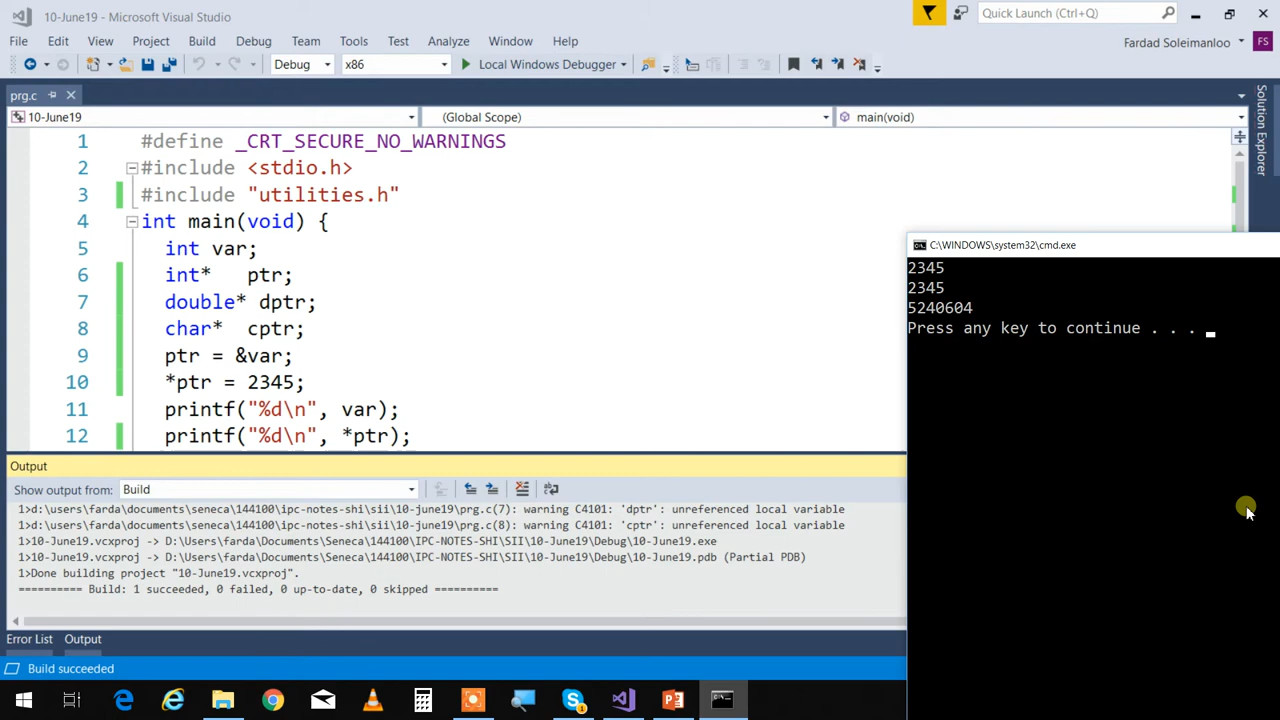 10-June19 - Microsoft Visual Studio
Quick Launch (Ctrl+Q)
File Edit View Project Build Debug Team Tools Test Analyze Window Help
Fardad Soleimanloo FS
Debug x86 Local Windows Debugger
prg.c
10-June19 (Global Scope) main(void)
Solution Explorer
1 #define _CRT_SECURE_NO_WARNINGS
2 #include <stdio.h>
3 #include "utilities.h"
4 int main(void) {
5 int var;
6 int* ptr;
7 double* dptr;
8 char* cptr;
9 ptr = &var;
10 *ptr = 2345;
11 printf("%d\n", var);
12 printf("%d\n", *ptr);
C:\WINDOWS\system32\cmd.exe
2345
2345
5240604
Press any key to continue . . .
Output
Show output from: Build
1>d:\users\farda\documents\seneca\144100\ipc-notes-shi\sii\10-june19\prg.c(7): warning C4101: 'dptr': unreferenced local variable
1>d:\users\farda\documents\seneca\144100\ipc-notes-shi\sii\10-june19\prg.c(8): warning C4101: 'cptr': unreferenced local variable
1>10-June19.vcxproj -> D:\Users\farda\Documents\Seneca\144100\IPC-NOTES-SHI\SII\10-June19\Debug\10-June19.exe
1>10-June19.vcxproj -> D:\Users\farda\Documents\Seneca\144100\IPC-NOTES-SHI\SII\10-June19\Debug\10-June19.pdb (Partial PDB)
1>Done building project "10-June19.vcxproj".
========== Build: 1 succeeded, 0 failed, 0 up-to-date, 0 skipped ==========
Error List Output
Build succeeded